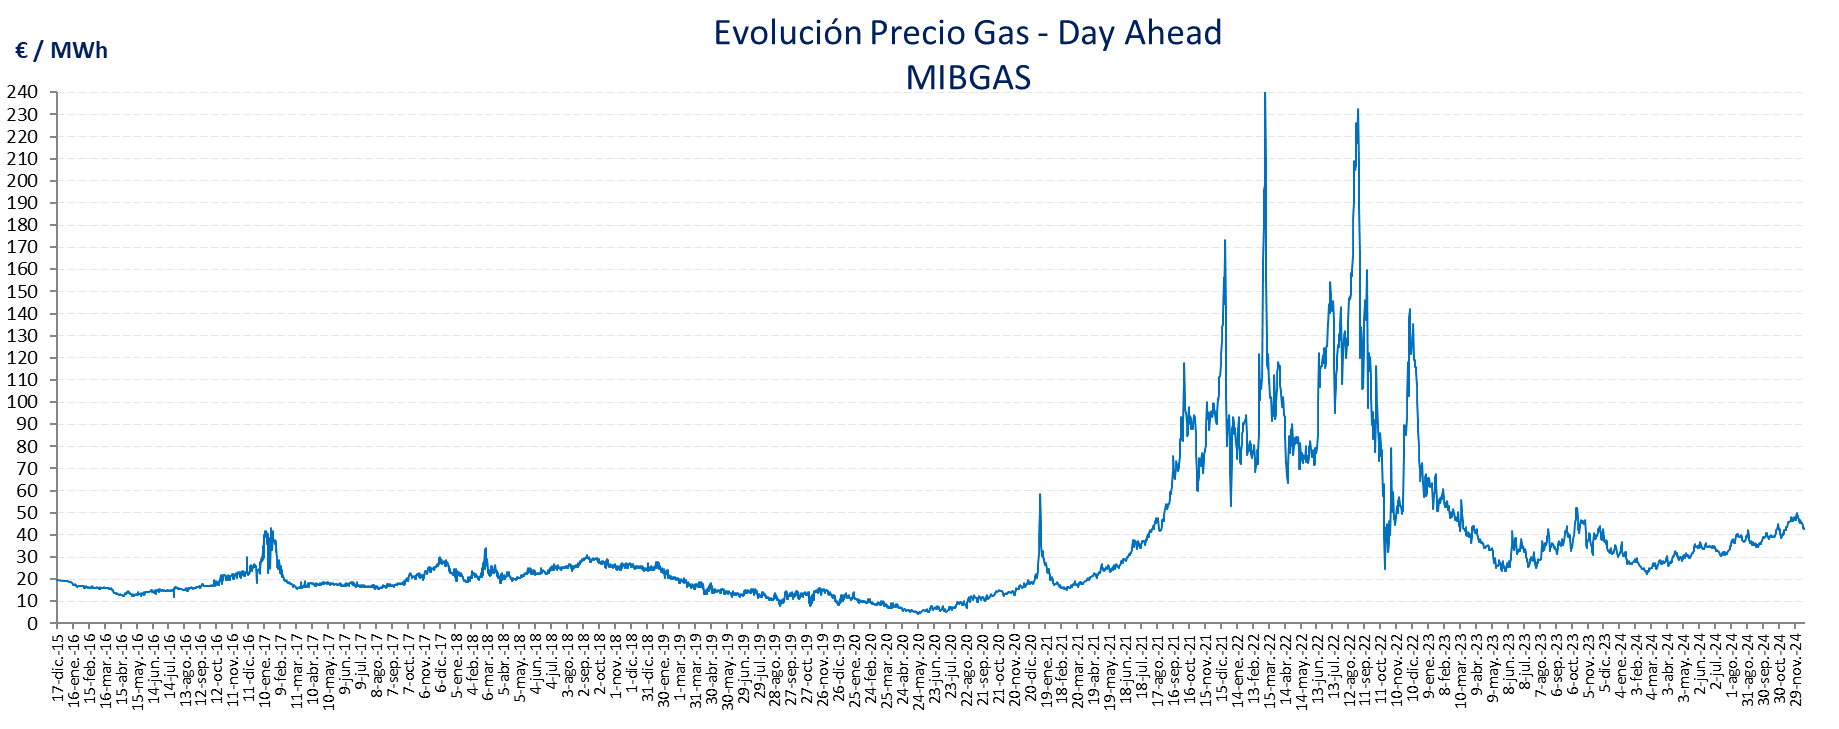 Evolución Precio Gas - Day Ahead
MIBGAS
€ / MWh
240
230
220
210
200
190
180
170
160
150
140
130
120
110
100
90
80
70
60
50
40
30
20
10
0
17-dic.-15
16-ene.-16
15-feb.-16
16-mar.-16
15-abr.-16
15-may.-16
14-jun.-16
14-jul.-16
13-ago.-16
12-sep.-16
12-oct.-16
11-nov.-16
11-dic.-16
10-ene.-17
9-feb.-17
11-mar.-17
10-abr.-17
10-may.-17
9-jun.-17
9-jul.-17
8-ago.-17
7-sep.-17
7-oct.-17
6-nov.-17
6-dic.-17
5-ene.-18
4-feb.-18
6-mar.-18
5-abr.-18
5-may.-18
4-jun.-18
4-jul.-18
3-ago.-18
2-sep.-18
2-oct.-18
1-nov.-18
1-dic.-18
31-dic.-18
30-ene.-19
1-mar.-19
31-mar.-19
30-abr.-19
30-may.-19
29-jun.-19
29-jul.-19
28-ago.-19
27-sep.-19
27-oct.-19
26-nov.-19
26-dic.-19
25-ene.-20
24-feb.-20
25-mar.-20
24-abr.-20
24-may.-20
23-jun.-20
23-jul.-20
22-ago.-20
21-sep.-20
21-oct.-20
20-nov.-20
20-dic.-20
19-ene.-21
18-feb.-21
20-mar.-21
19-abr.-21
19-may.-21
18-jun.-21
18-jul.-21
17-ago.-21
16-sep.-21
16-oct.-21
15-nov.-21
15-dic.-21
14-ene.-22
13-feb.-22
15-mar.-22
14-abr.-22
14-may.-22
13-jun.-22
13-jul.-22
12-ago.-22
11-sep.-22
11-oct.-22
10-nov.-22
10-dic.-22
9-ene.-23
8-feb.-23
10-mar.-23
9-abr.-23
9-may.-23
8-jun.-23
8-jul.-23
7-ago.-23
6-sep.-23
6-oct.-23
5-nov.-23
5-dic.-23
4-ene.-24
3-feb.-24
4-mar.-24
3-abr.-24
3-may.-24
2-jun.-24
2-jul.-24
1-ago.-24
31-ago.-24
30-sep.-24
30-oct.-24
29-nov.-24